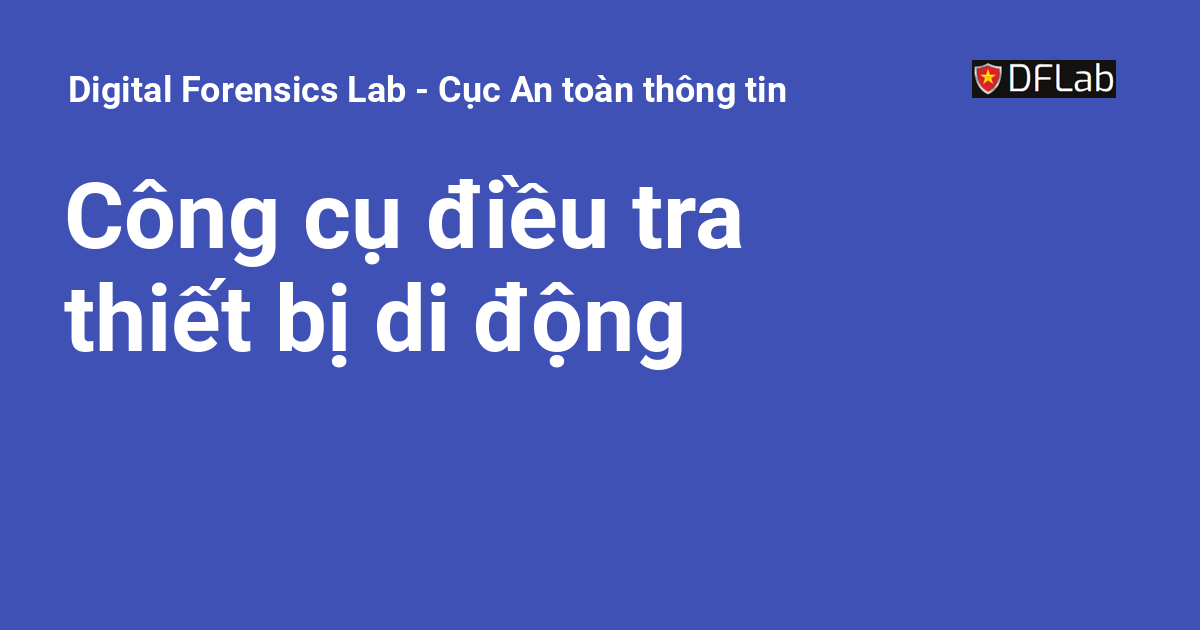 Digital Forensics Lab - Cục An toàn thông tin
DFLab
Công cụ điều tra
thiết bị di động